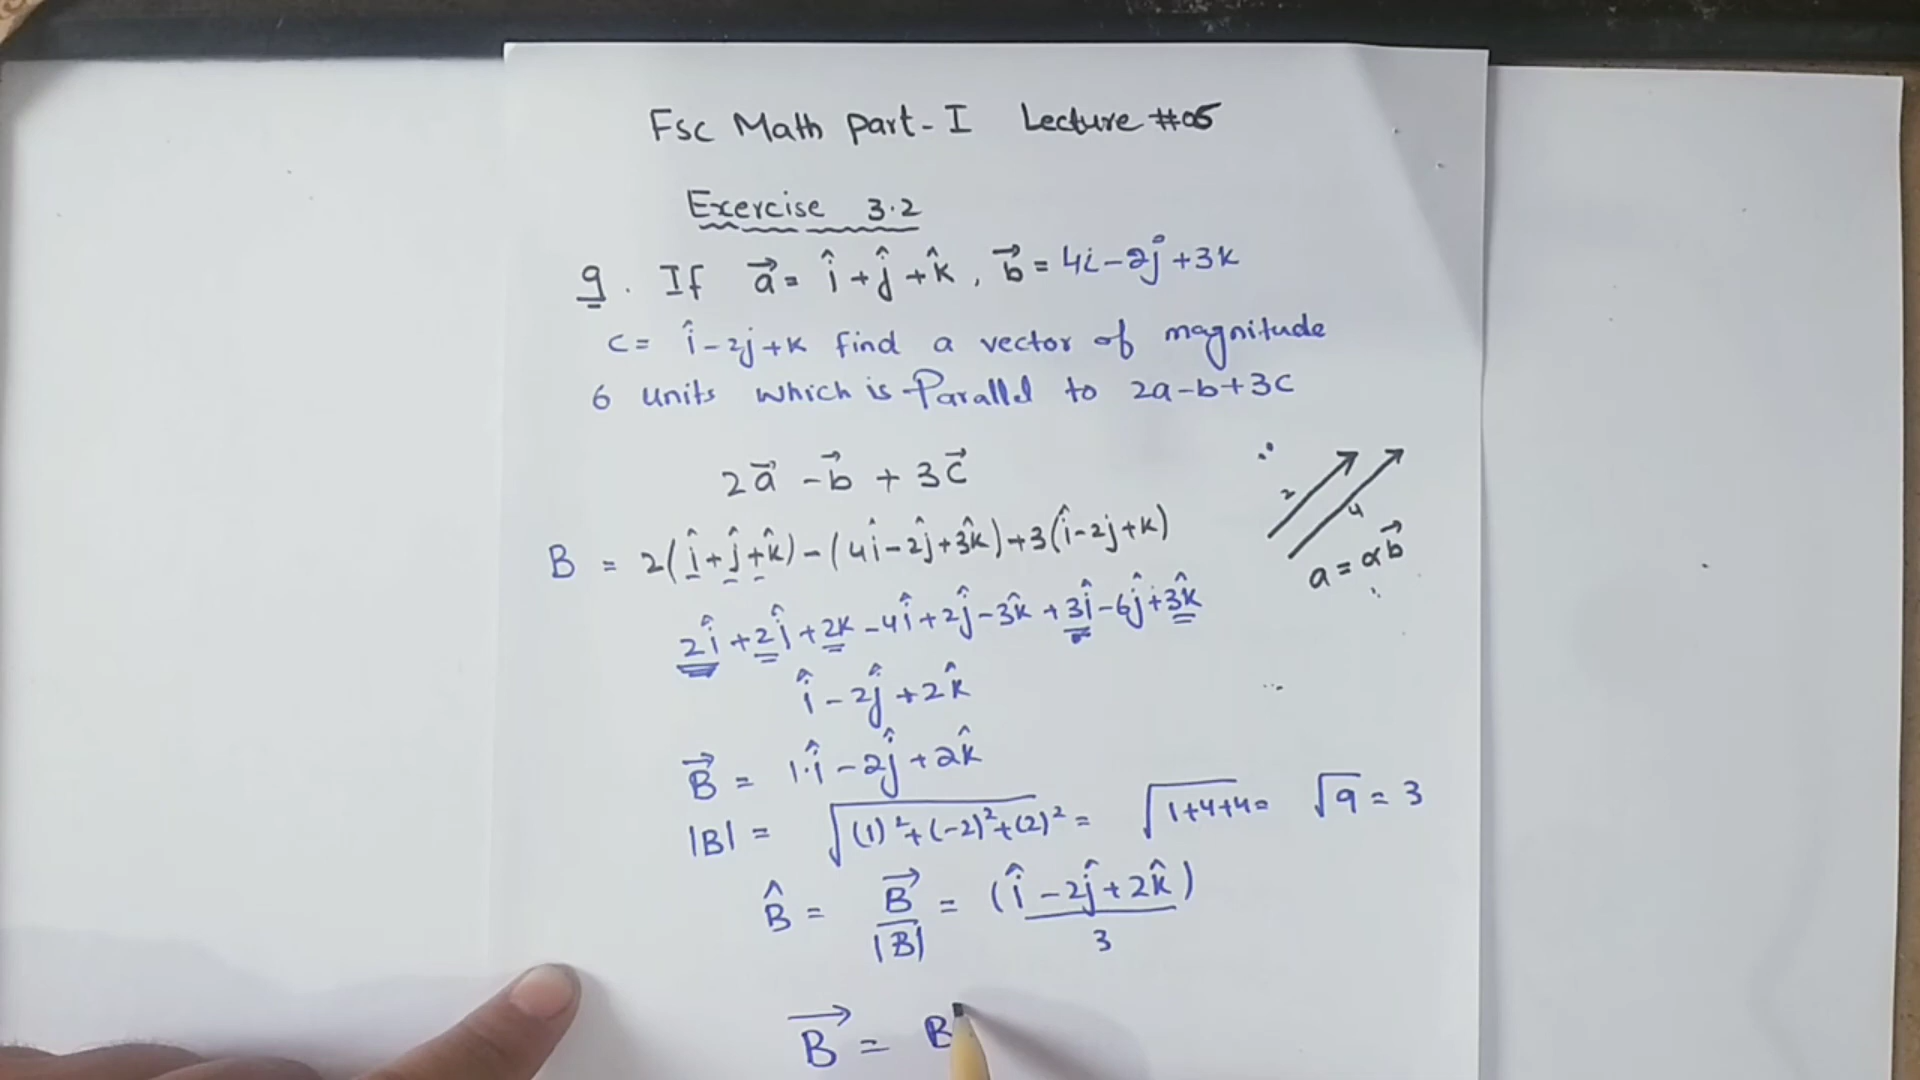 Fsc Math part-I Lecture #05
Exercise 3.2
9. If a⃗ = î + ĵ + k̂, b⃗ = 4i-2j+3k
c = î-2j+k find a vector of magnitude
6 units which is Parallel to 2a-b+3c
2a⃗ - b⃗ + 3c⃗
B = 2(î+ĵ+k̂)-(4î-2ĵ+3k̂)+3(î-2j+k)
2î+2ĵ+2k-4î+2ĵ-3k̂+3î-6ĵ+3k̂
î-2ĵ+2k̂
B⃗ = 1·î-2ĵ+2k̂
|B| = √((1)²+(-2)²+(2)²) = √(1+4+4) = √9 = 3
B̂ = B⃗/|B| = (î-2ĵ+2k̂)/3
B⃗ = B
∴
2
4
a = αb⃗